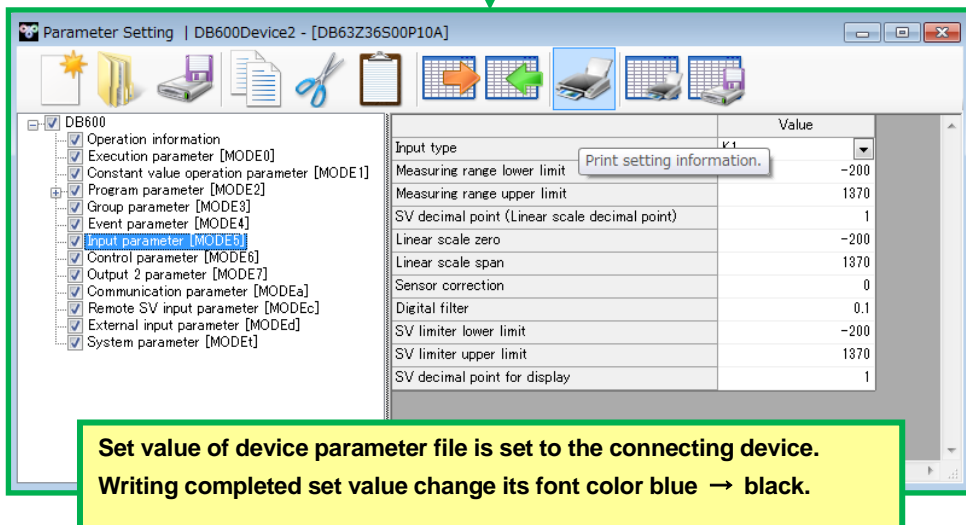 Parameter Setting | DB600Device2 - [DB63Z36S00P10A]
DB600
Operation information
Execution parameter [MODE0]
Constant value operation parameter [MODE1]
Program parameter [MODE2]
Group parameter [MODE3]
Event parameter [MODE4]
Input parameter [MODE5]
Control parameter [MODE6]
Output 2 parameter [MODE7]
Communication parameter [MODEa]
Remote SV input parameter [MODEc]
External input parameter [MODEd]
System parameter [MODEt]
Value
Input type K1
Print setting information.
Measuring range lower limit -200
Measuring range upper limit 1370
SV decimal point (Linear scale decimal point) 1
Linear scale zero -200
Linear scale span 1370
Sensor correction 0
Digital filter 0.1
SV limiter lower limit -200
SV limiter upper limit 1370
SV decimal point for display 1
Set value of device parameter file is set to the connecting device.
Writing completed set value change its font color blue → black.